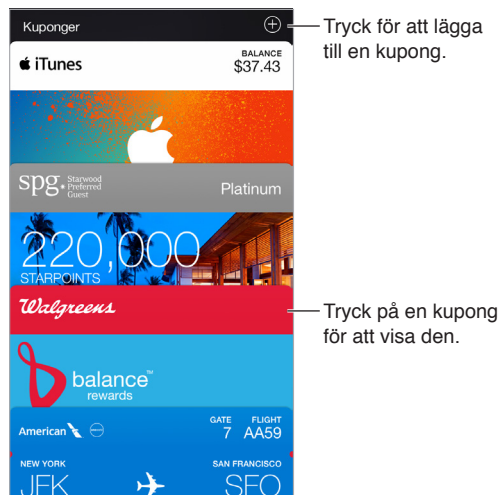 Kuponger
Tryck för att lägga
till en kupong.
iTunes
BALANCE
$37.43
spg. Starwood
Preferred
Guest
Platinum
220,000
STARPOINTS
Walgreens
Tryck på en kupong
för att visa den.
balance™
rewards
American
GATE
7
FLIGHT
AA59
NEW YORK
JFK
SAN FRANCISCO
SFO